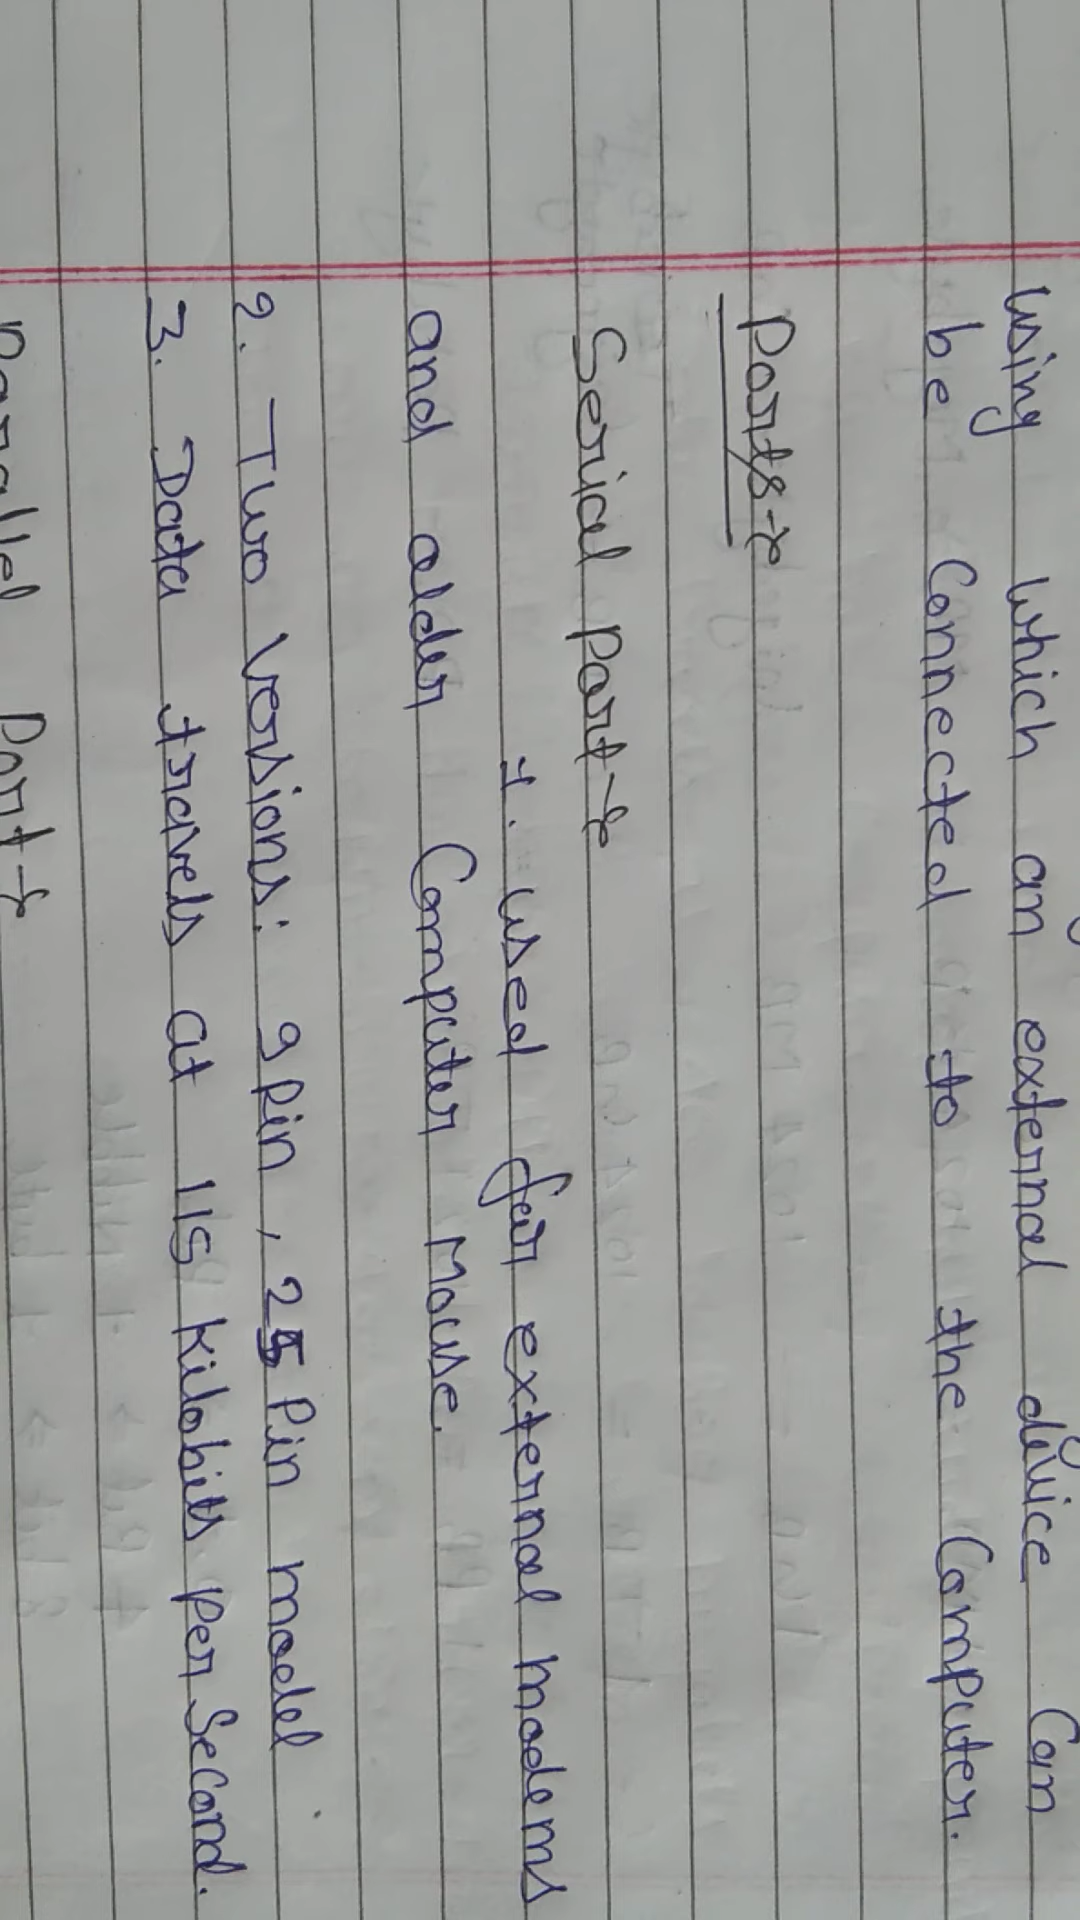 using which an external device can
be connected to the computer.
Ports :-
Serial port :-
1. used for external modems
and older computer mouse.
2. Two versions: 9 pin, 25 pin model
3. Data travels at 115 kilobits per second.
Parallel Port :-